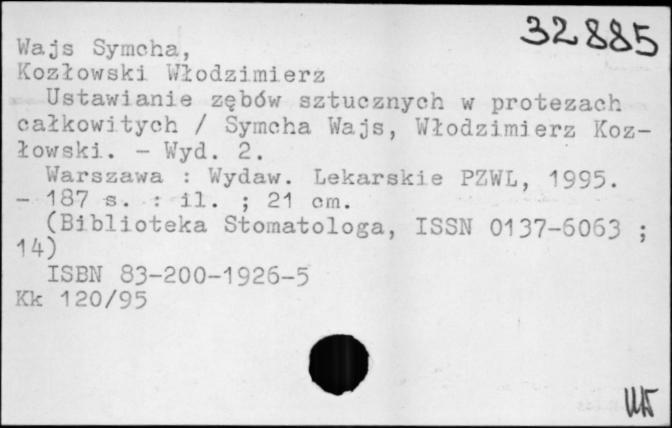 32885
Wajs Symcha,
Kozłowski Włodzimierz
Ustawianie zębów sztucznych w protezach
całkowitych / Symcha Wajs, Włodzimierz Koz-
łowski. - Wyd. 2.
Warszawa : Wydaw. Lekarskie PZWL, 1995.
- 187 s. : il. ; 21 cm.
(Biblioteka Stomatologa, ISSN 0137-6063 ;
14)
ISBN 83-200-1926-5
Kk 120/95